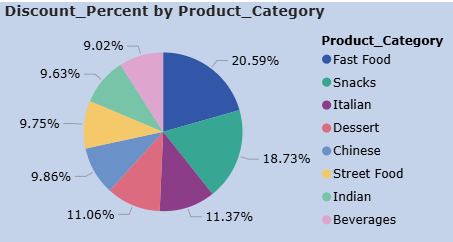 Discount_Percent by Product_Category
9.02%
20.59%
9.63%
9.75%
9.86%
18.73%
11.06%
11.37%
Product_Category
Fast Food
Snacks
Italian
Dessert
Chinese
Street Food
Indian
Beverages